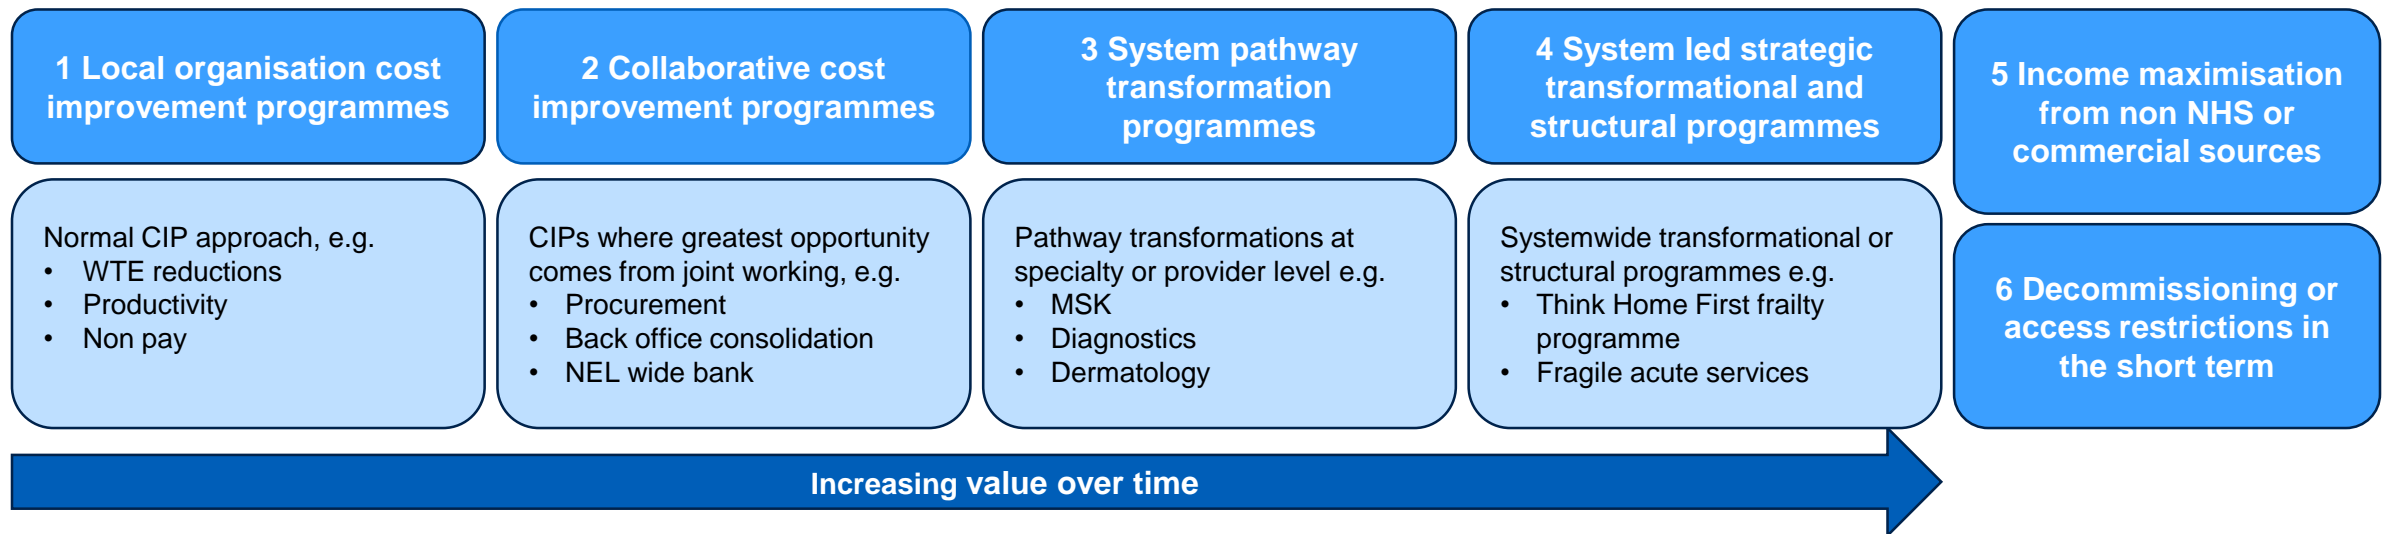 1 Local organisation cost
improvement programmes
Normal CIP approach, e.g.
• WTE reductions
• Productivity
• Non pay
2 Collaborative cost
improvement programmes
CIPs where greatest opportunity
comes from joint working, e.g.
• Procurement
• Back office consolidation
• NEL wide bank
3 System pathway
transformation
programmes
Pathway transformations at
specialty or provider level e.g.
• MSK
• Diagnostics
• Dermatology
4 System led strategic
transformational and
structural programmes
Systemwide transformational or
structural programmes e.g.
• Think Home First frailty
programme
• Fragile acute services
5 Income maximisation
from non NHS or
commercial sources
6 Decommissioning or
access restrictions in
the short term
Increasing value over time